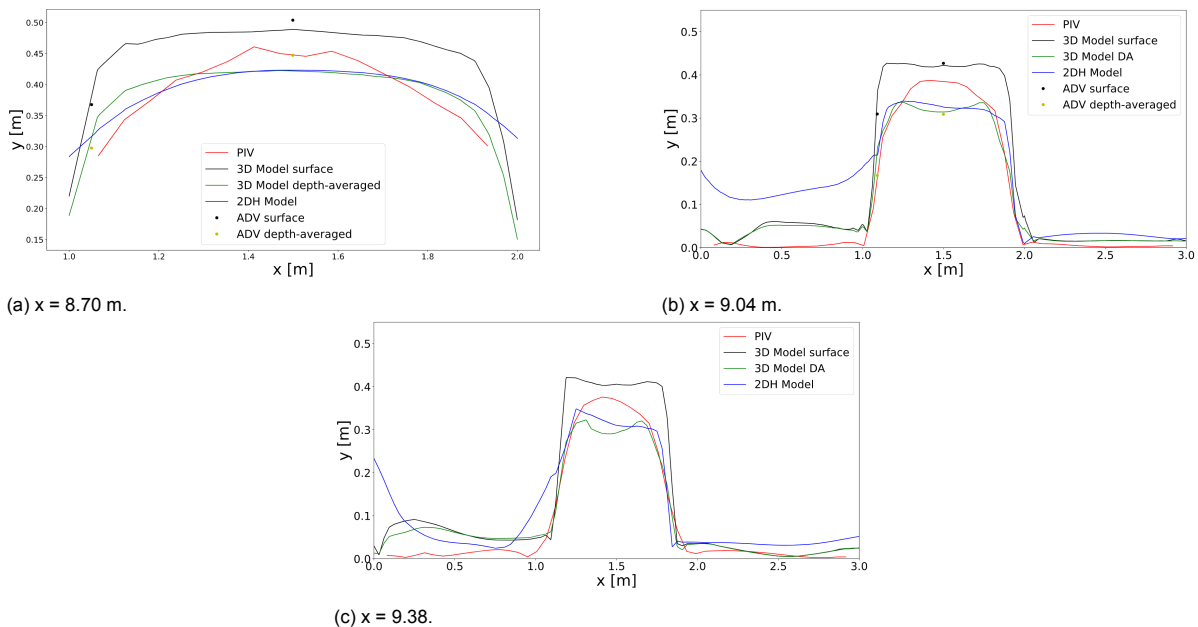 0.50
0.45
0.40
0.35
0.30
0.25
0.20
0.15
y [m]
1.0 1.2 1.4 1.6 1.8 2.0
x [m]
PIV
3D Model surface
3D Model depth-averaged
2DH Model
ADV surface
ADV depth-averaged
(a) x = 8.70 m.
0.5
0.4
0.3
0.2
0.1
0.0
y [m]
0.0 0.5 1.0 1.5 2.0 2.5 3.0
x [m]
PIV
3D Model surface
3D Model DA
2DH Model
ADV surface
ADV depth-averaged
(b) x = 9.04 m.
0.5
0.4
0.3
0.2
0.1
0.0
y [m]
0.0 0.5 1.0 1.5 2.0 2.5 3.0
x [m]
PIV
3D Model surface
3D Model DA
2DH Model
(c) x = 9.38.